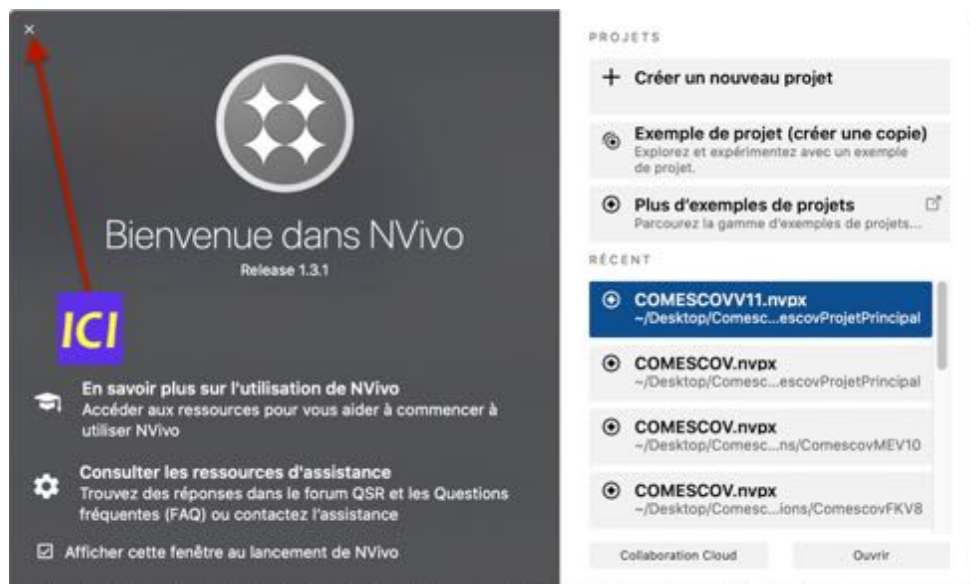 ×
Bienvenue dans NVivo
Release 1.3.1
ICI
En savoir plus sur l'utilisation de NVivo
Accéder aux ressources pour vous aider à commencer à
utiliser NVivo
Consulter les ressources d'assistance
Trouvez des réponses dans le forum QSR et les Questions
fréquentes (FAQ) ou contactez l'assistance
Afficher cette fenêtre au lancement de NVivo
PROJETS
Créer un nouveau projet
Exemple de projet (créer une copie)
Explorez et expérimentez avec un exemple
de projet.
Plus d'exemples de projets
Parcourez la gamme d'exemples de projets...
RÉCENT
COMESCOVV11.nvpx
~/Desktop/Comesc...escovProjetPrincipal
COMESCOV.nvpx
~/Desktop/Comesc...escovProjetPrincipal
COMESCOV.nvpx
~/Desktop/Comesc...ns/ComescovMEV10
COMESCOV.nvpx
~/Desktop/Comesc...ions/ComescovFKV8
Collaboration Cloud
Ouvrir